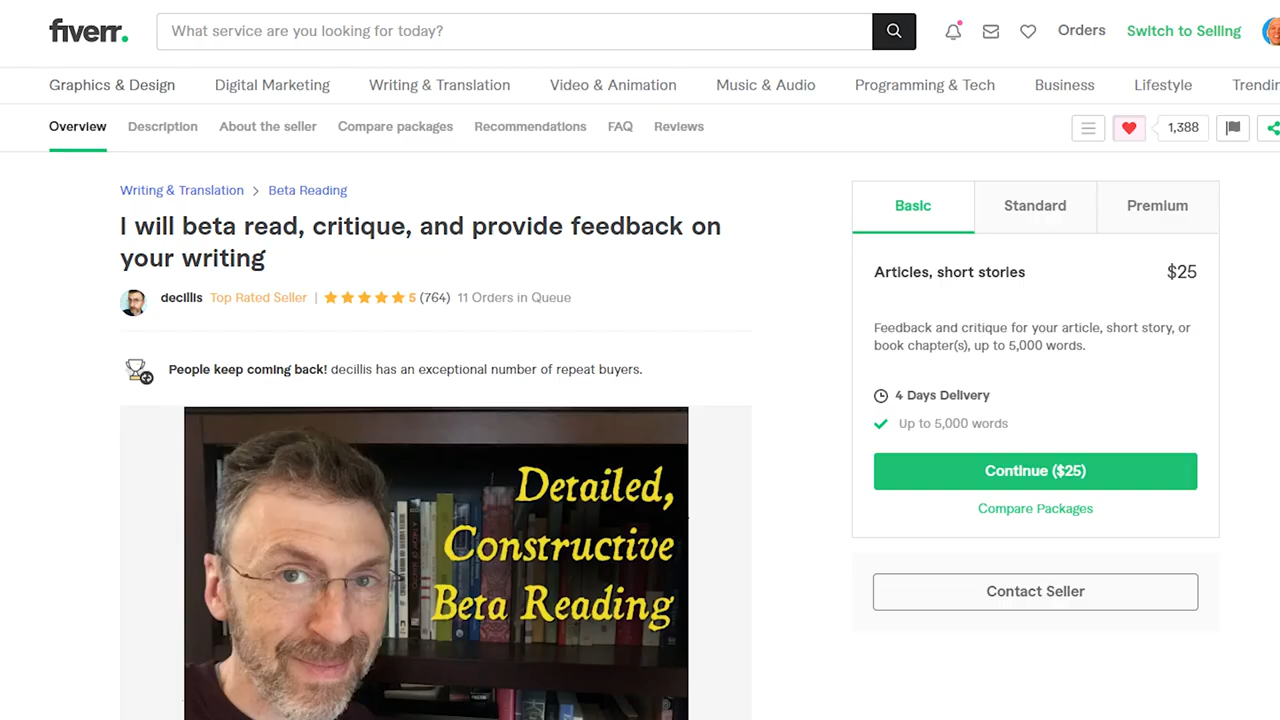 fiverr.
What service are you looking for today?
Orders
Switch to Selling
Graphics & Design
Digital Marketing
Writing & Translation
Video & Animation
Music & Audio
Programming & Tech
Business
Lifestyle
Overview
Description
About the seller
Compare packages
Recommendations
FAQ
Reviews
1,388
Writing & Translation > Beta Reading
I will beta read, critique, and provide feedback on
your writing
decillis Top Rated Seller | 5 (764) 11 Orders in Queue
People keep coming back! decillis has an exceptional number of repeat buyers.
Detailed,
Constructive
Beta Reading
Basic
Standard
Premium
Articles, short stories
$25
Feedback and critique for your article, short story, or
book chapter(s), up to 5,000 words.
4 Days Delivery
Up to 5,000 words
Continue ($25)
Compare Packages
Contact Seller